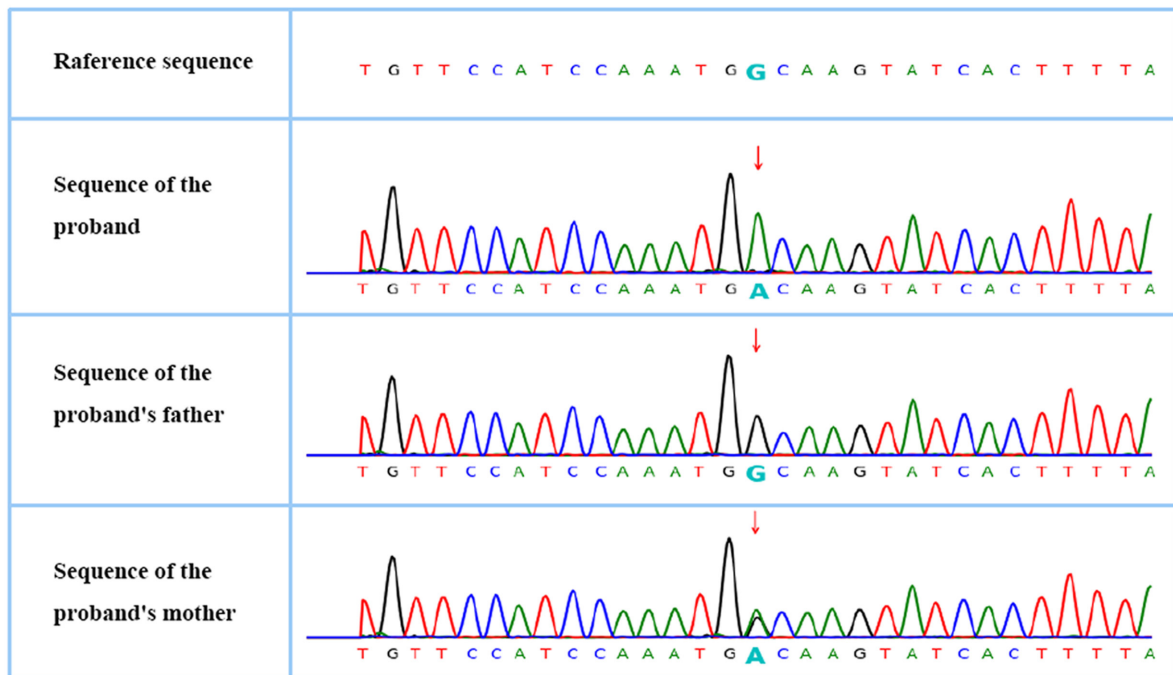 Raference sequence
T G T T C C A T C C A A A T G G C A A G T A T C A C T T T T A
Sequence of the
proband
T G T T C C A T C C A A A T G A C A A G T A T C A C T T T T A
Sequence of the
proband's father
T G T T C C A T C C A A A T G G C A A G T A T C A C T T T T A
Sequence of the
proband's mother
T G T T C C A T C C A A A T G A C A A G T A T C A C T T T T A